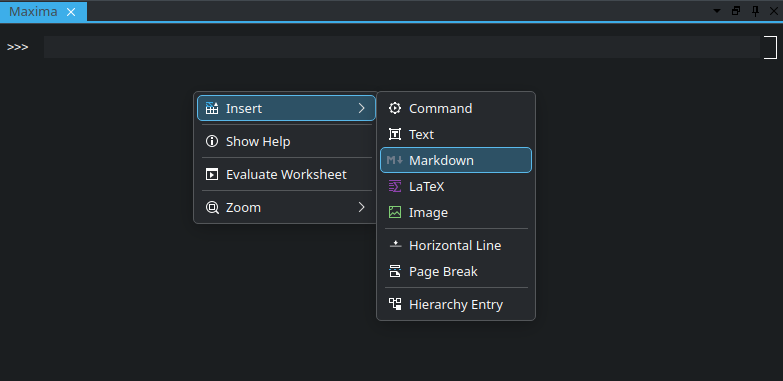 Maxima
>>>
Insert
Show Help
Evaluate Worksheet
Zoom
Command
Text
M↓ Markdown
LaTeX
Image
Horizontal Line
Page Break
Hierarchy Entry